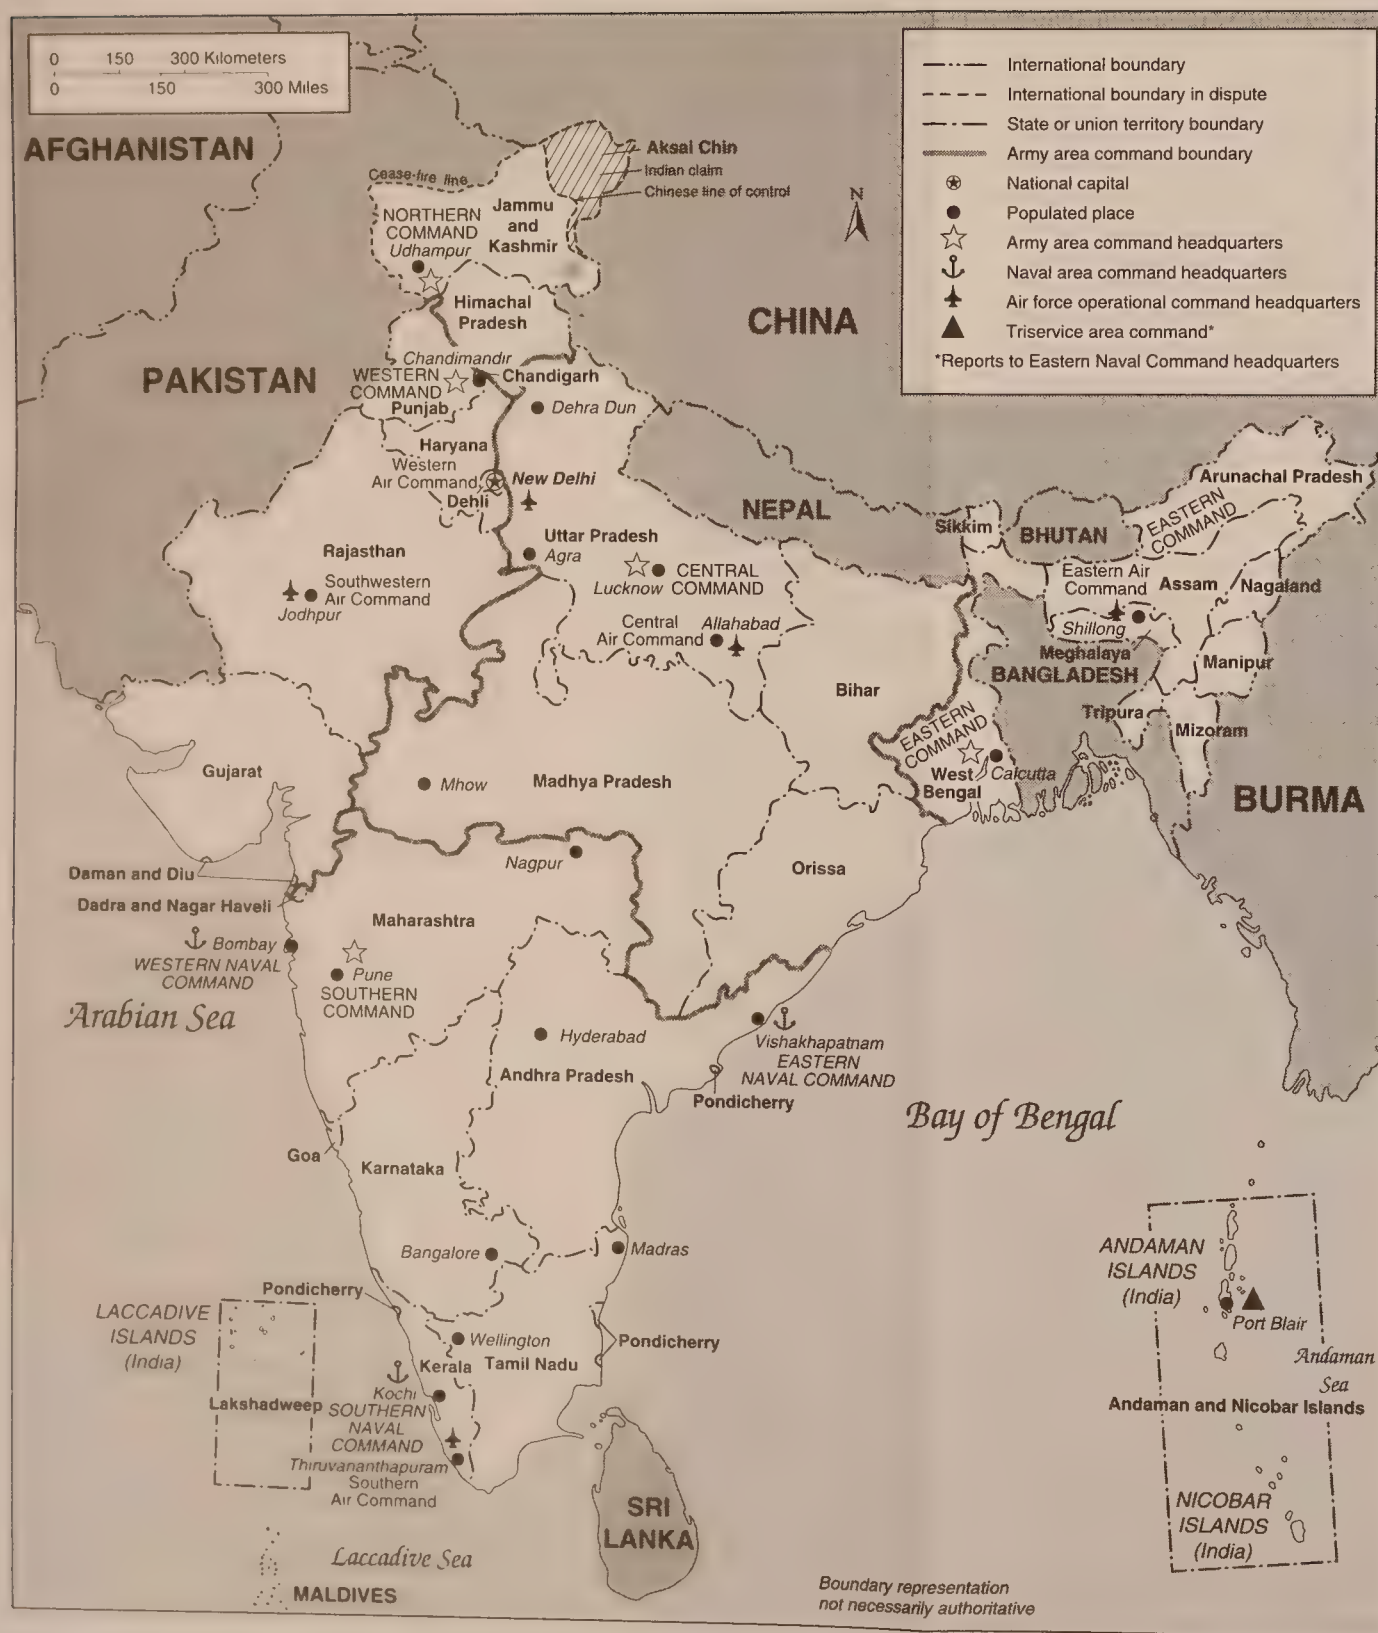 0 150 300 Kilometers
0 150 300 Miles
International boundary
International boundary in dispute
State or union territory boundary
Army area command boundary
National capital
Populated place
Army area command headquarters
Naval area command headquarters
Air force operational command headquarters
Triservice area command*
*Reports to Eastern Naval Command headquarters
AFGHANISTAN
Aksai Chin
Indian claim
Chinese line of control
Cease-fire line
N
Jammu
and
Kashmir
NORTHERN
COMMAND
Udhampur
Himachal
Pradesh
CHINA
PAKISTAN
Chandimandir
WESTERN
COMMAND
Chandigarh
Punjab
Dehra Dun
Haryana
Western
Air Command
New Delhi
Dehli
NEPAL
Sikkim
BHUTAN
Arunachal Pradesh
EASTERN
COMMAND
Rajasthan
Uttar Pradesh
Agra
Lucknow
CENTRAL
COMMAND
Eastern Air
Command
Assam
Nagaland
Southwestern
Air Command
Jodhpur
Central
Air Command
Allahabad
Shillong
Meghalaya
BANGLADESH
Manipur
Bihar
Tripura
Mizoram
EASTERN
COMMAND
West
Bengal
Calcutta
Gujarat
Mhow
Madhya Pradesh
BURMA
Nagpur
Orissa
Daman and Diu
Dadra and Nagar Haveli
Maharashtra
Bombay
WESTERN NAVAL
COMMAND
Pune
SOUTHERN
COMMAND
Arabian Sea
Hyderabad
Vishakhapatnam
EASTERN
NAVAL COMMAND
Andhra Pradesh
Pondicherry
Bay of Bengal
Goa
Karnataka
Bangalore
Madras
ANDAMAN
ISLANDS
(India)
Port Blair
Pondicherry
LACCADIVE
ISLANDS
(India)
Wellington
Pondicherry
Kerala
Tamil Nadu
Andaman
Sea
Lakshadweep
Kochi
SOUTHERN
NAVAL
COMMAND
Andaman and Nicobar Islands
Thiruvananthapuram
Southern
Air Command
SRI
LANKA
NICOBAR
ISLANDS
(India)
Laccadive Sea
MALDIVES
Boundary representation
not necessarily authoritative